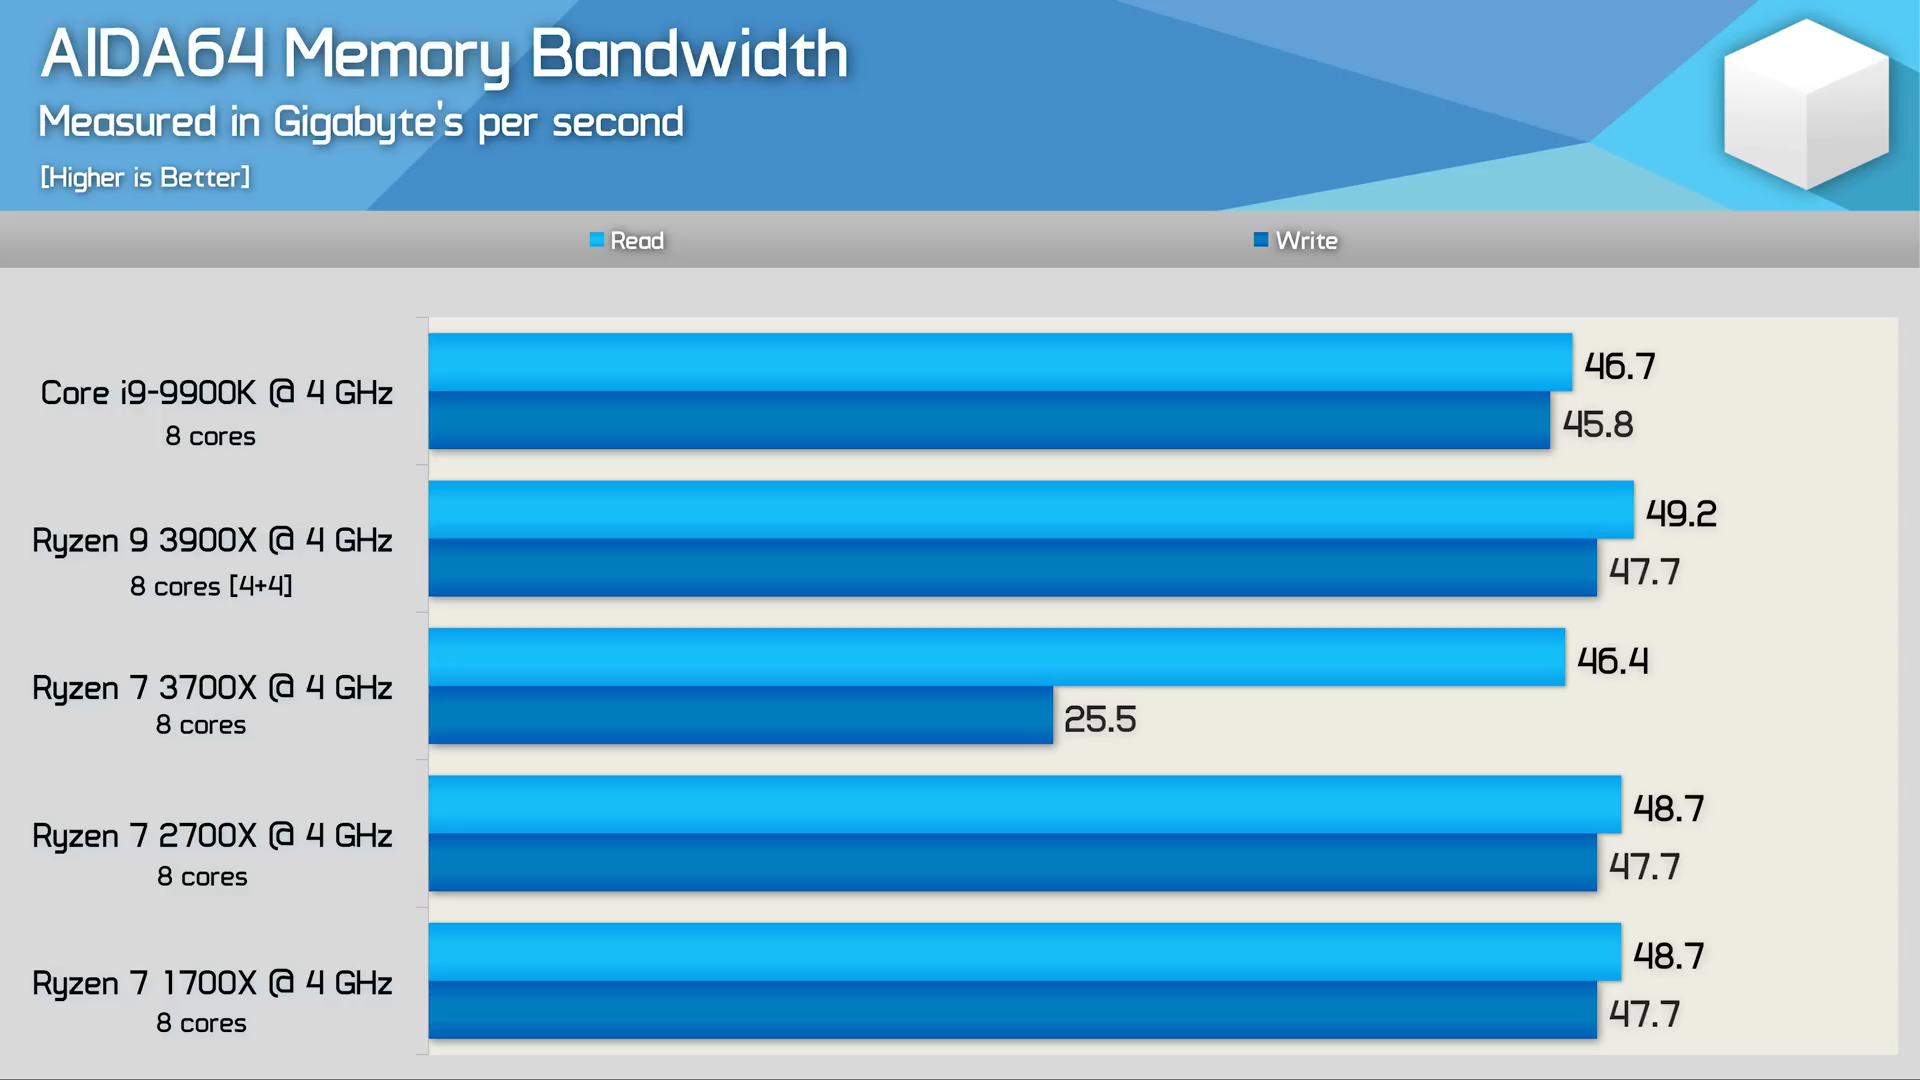 AIDA64 Memory Bandwidth
Measured in Gigabyte's per second
[Higher is Better]
Read Write
Core i9-9900K @ 4 GHz
8 cores
46.7
45.8
Ryzen 9 3900X @ 4 GHz
8 cores [4+4]
49.2
47.7
Ryzen 7 3700X @ 4 GHz
8 cores
46.4
25.5
Ryzen 7 2700X @ 4 GHz
8 cores
48.7
47.7
Ryzen 7 1700X @ 4 GHz
8 cores
48.7
47.7